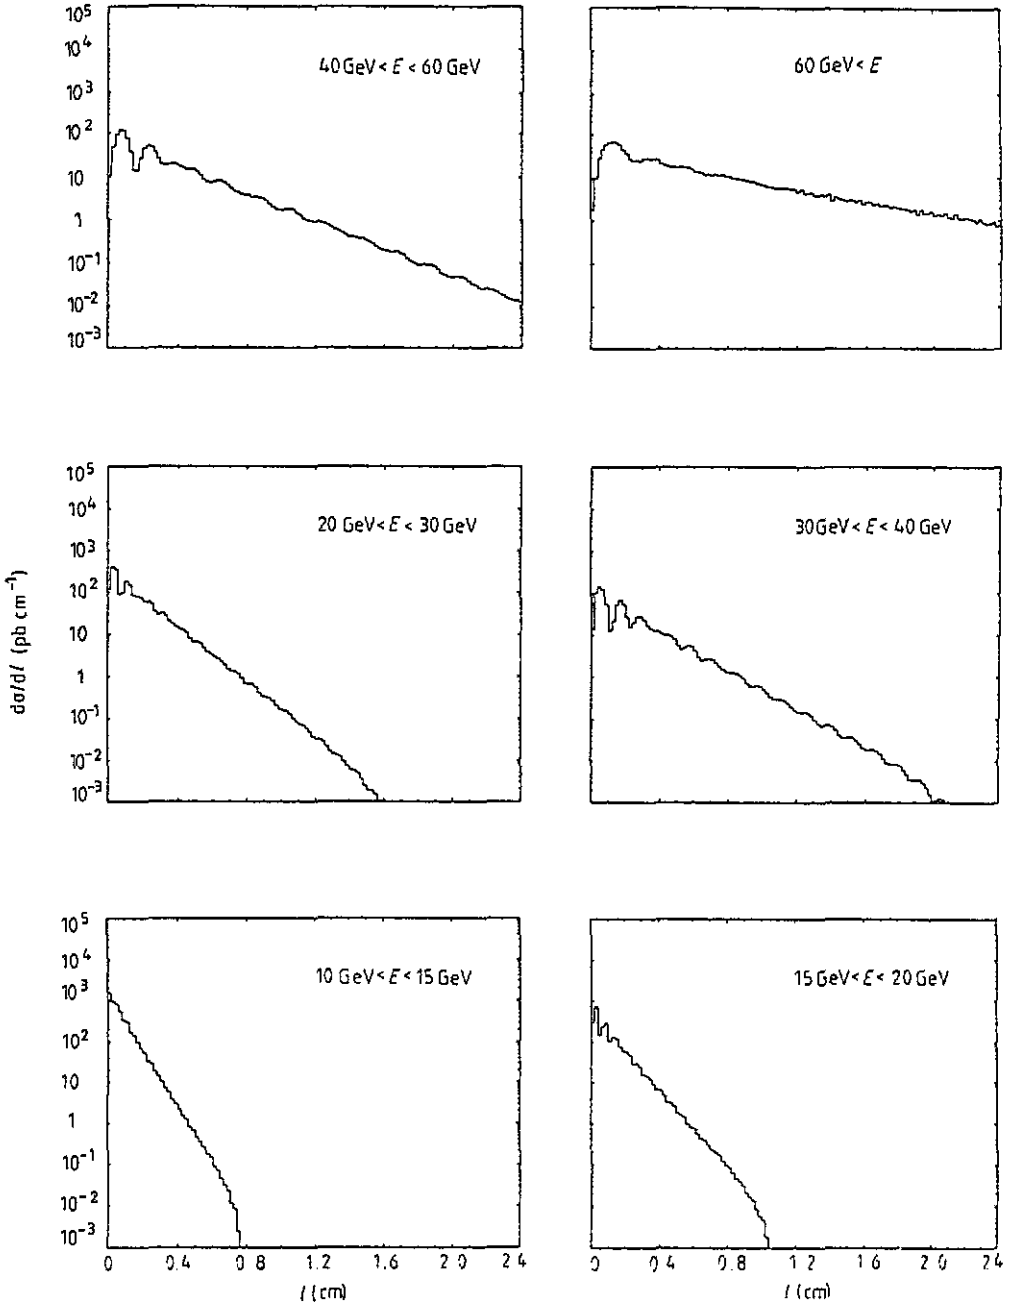 10⁵
10⁴
10³
10²
10
1
10⁻¹
10⁻²
10⁻³
40 GeV < E < 60 GeV
60 GeV < E
10⁵
10⁴
10³
10²
10
1
10⁻¹
10⁻²
10⁻³
20 GeV < E < 30 GeV
30 GeV < E < 40 GeV
dσ/dl (pb cm⁻¹)
10⁵
10⁴
10³
10²
10
1
10⁻¹
10⁻²
10⁻³
10 GeV < E < 15 GeV
15 GeV < E < 20 GeV
0 0.4 0 8 1.2 1 6 2 0 2 4
0 0 4 0.8 1 2 1 6 2 0 2 4
l (cm)
l (cm)